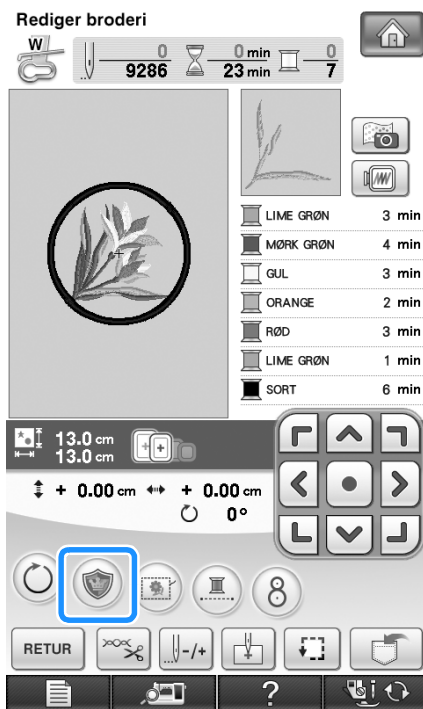 Rediger broderi
W
0
9286
0 min
23 min
0
7
LIME GRØN 3 min
MØRK GRØN 4 min
GUL 3 min
ORANGE 2 min
RØD 3 min
LIME GRØN 1 min
SORT 6 min
13.0 cm
13.0 cm
+ 0.00 cm + 0.00 cm
0°
8
RETUR
-/+
?